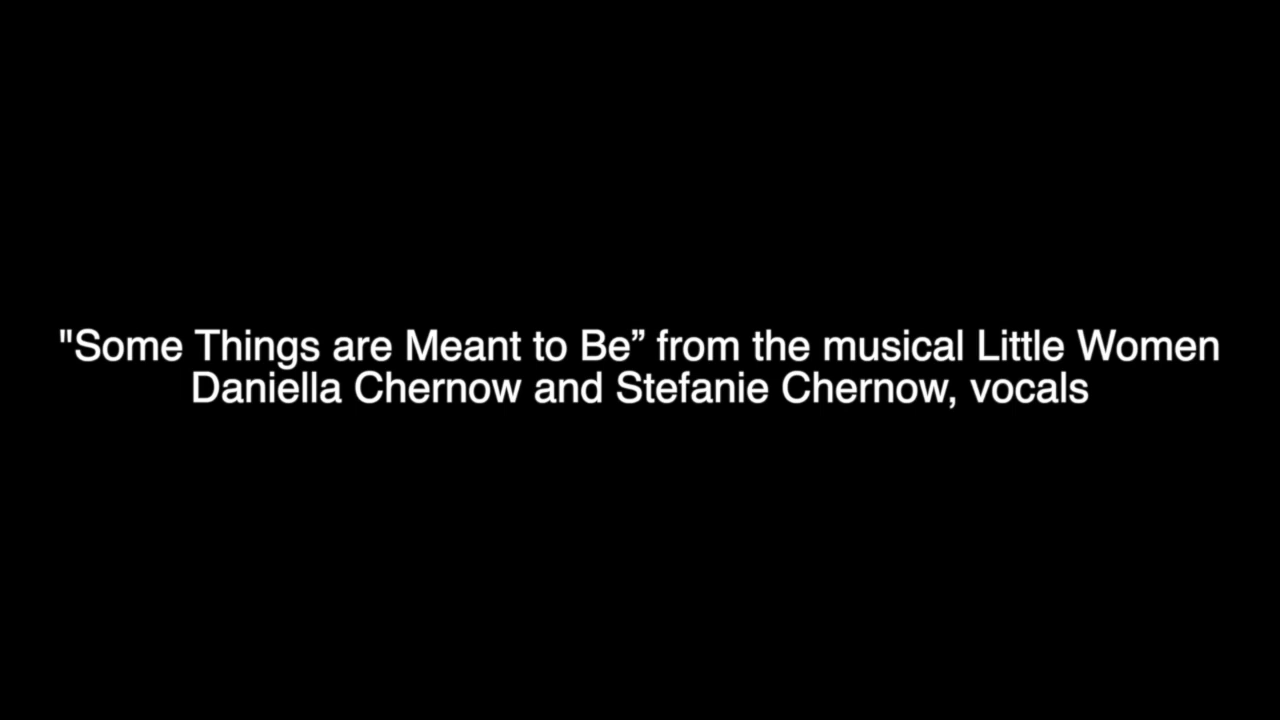 "Some Things are Meant to Be” from the musical Little Women
Daniella Chernow and Stefanie Chernow, vocals